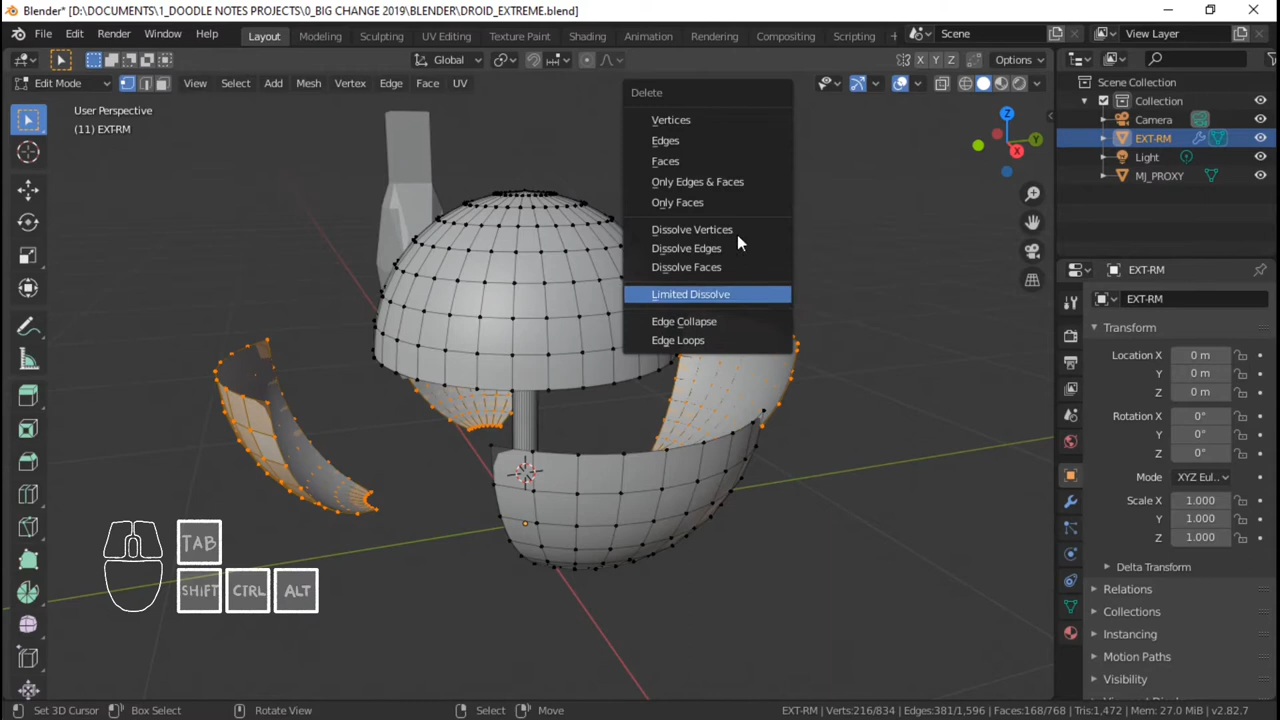 Blender* [D:\DOCUMENTS\1_DOODLE NOTES PROJECTS\0_BIG CHANGE 2019\BLENDER\DROID_EXTREME.blend]
File Edit Render Window Help Layout Modeling Sculpting UV Editing Texture Paint Shading Animation Rendering Compositing Scripting + Scene View Layer
Global X Y Z Options
Edit Mode View Select Add Mesh Vertex Edge Face UV
User Perspective
(11) EXT-RM
Delete
Vertices
Edges
Faces
Only Edges & Faces
Only Faces
Dissolve Vertices
Dissolve Edges
Dissolve Faces
Limited Dissolve
Edge Collapse
Edge Loops
Z
Y
X
TAB
SHIFT CTRL ALT
Scene Collection
Collection
Camera
EXT-RM
Light
MJ_PROXY
EXT-RM
EXT-RM
Transform
Location X 0 m
Y 0 m
Z 0 m
Rotation X 0°
Y 0°
Z 0°
Mode XYZ Eul..
Scale X 1.000
Y 1.000
Z 1.000
Delta Transform
Relations
Collections
Instancing
Motion Paths
Visibility
Set 3D Cursor Box Select Rotate View Select Move EXT-RM | Verts:216/834 | Edges:381/1,596 | Faces:168/768 | Tris:1,472 | Mem: 27.0 MiB | v2.82.7